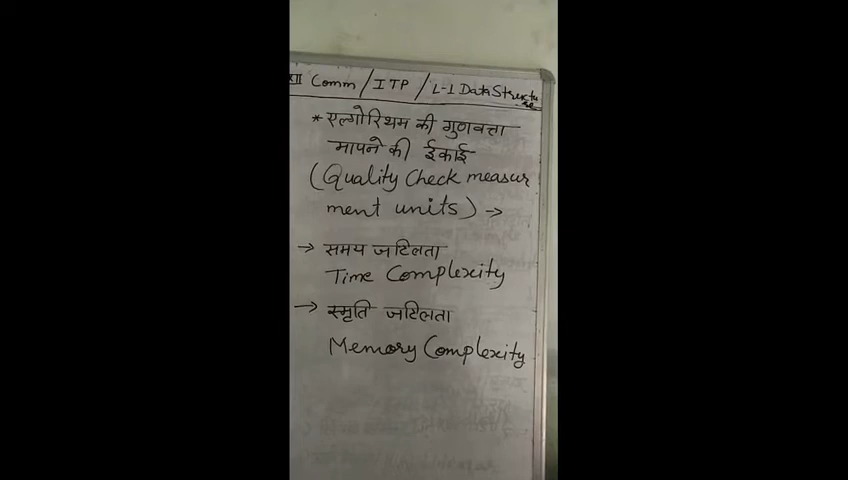 XII Comm / ITP / L-1 Data Structure
* एल्गोरिथम की गुणवत्ता
मापने की ईकाई
(Quality Check measur
ment units) →
→ समय जटिलता
Time Complexity
→ स्मृति जटिलता
Memory Complexity